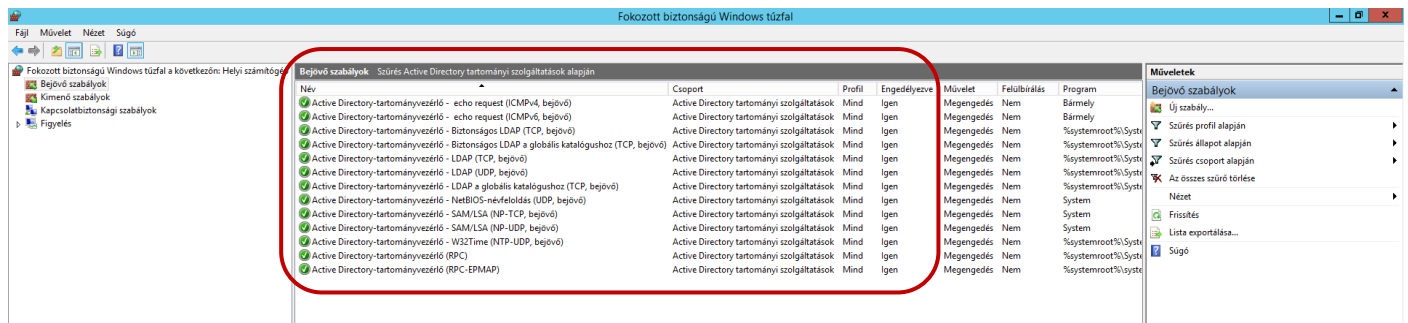 Fokozott biztonságú Windows tűzfal
Fájl Művelet Nézet Súgó
Fokozott biztonságú Windows tűzfal a következőn: Helyi számítógép
Bejövő szabályok
Kimenő szabályok
Kapcsolatbiztonsági szabályok
Figyelés
Bejövő szabályok Szűrés Active Directory tartományi szolgáltatások alapján
Név Csoport Profil Engedélyezve Művelet Felülbírálás Program
Active Directory-tartományvezérlő - echo request (ICMPv4, bejövő) Active Directory tartományi szolgáltatások Mind Igen Megengedés Nem Bármely
Active Directory-tartományvezérlő - echo request (ICMPv6, bejövő) Active Directory tartományi szolgáltatások Mind Igen Megengedés Nem Bármely
Active Directory-tartományvezérlő - Biztonságos LDAP (TCP, bejövő) Active Directory tartományi szolgáltatások Mind Igen Megengedés Nem %systemroot%\Syste
Active Directory-tartományvezérlő - Biztonságos LDAP a globális katalógushoz (TCP, bejövő) Active Directory tartományi szolgáltatások Mind Igen Megengedés Nem %systemroot%\Syste
Active Directory-tartományvezérlő - LDAP (TCP, bejövő) Active Directory tartományi szolgáltatások Mind Igen Megengedés Nem %systemroot%\Syste
Active Directory-tartományvezérlő - LDAP (UDP, bejövő) Active Directory tartományi szolgáltatások Mind Igen Megengedés Nem %systemroot%\Syste
Active Directory-tartományvezérlő - LDAP a globális katalógushoz (TCP, bejövő) Active Directory tartományi szolgáltatások Mind Igen Megengedés Nem %systemroot%\Syste
Active Directory-tartományvezérlő - NetBIOS-névfeloldás (UDP, bejövő) Active Directory tartományi szolgáltatások Mind Igen Megengedés Nem System
Active Directory-tartományvezérlő - SAM/LSA (NP-TCP, bejövő) Active Directory tartományi szolgáltatások Mind Igen Megengedés Nem System
Active Directory-tartományvezérlő - SAM/LSA (NP-UDP, bejövő) Active Directory tartományi szolgáltatások Mind Igen Megengedés Nem System
Active Directory-tartományvezérlő - W32Time (NTP-UDP, bejövő) Active Directory tartományi szolgáltatások Mind Igen Megengedés Nem %systemroot%\Syste
Active Directory-tartományvezérlő (RPC) Active Directory tartományi szolgáltatások Mind Igen Megengedés Nem %systemroot%\Syste
Active Directory-tartományvezérlő (RPC-EPMAP) Active Directory tartományi szolgáltatások Mind Igen Megengedés Nem %systemroot%\syste
Műveletek
Bejövő szabályok
Új szabály...
Szűrés profil alapján
Szűrés állapot alapján
Szűrés csoport alapján
Az összes szűrő törlése
Nézet
Frissítés
Lista exportálása...
Súgó